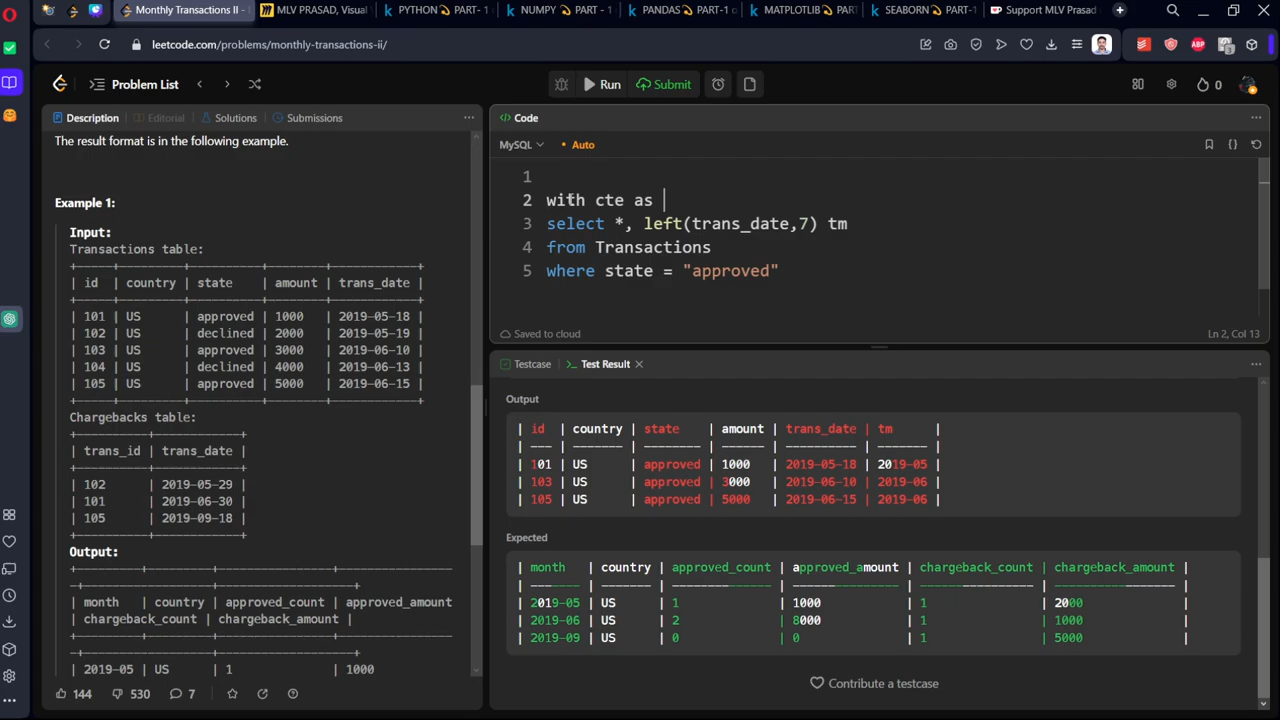 Monthly Transactions II -
MLV PRASAD, Visual
PYTHON PART- 1
NUMPY PART - 1
PANDAS PART-1 o
MATPLOTLIB PAR
SEABORN PART-1
Support MLV Prasad
leetcode.com/problems/monthly-transactions-ii/
ABP
1
Problem List
Run
Submit
0
Description
Editorial
Solutions
Submissions
The result format is in the following example.
Example 1:
Input:
Transactions table:
+-----+---------+----------+--------+------------+
| id | country | state | amount | trans_date |
+-----+---------+----------+--------+------------+
| 101 | US | approved | 1000 | 2019-05-18 |
| 102 | US | declined | 2000 | 2019-05-19 |
| 103 | US | approved | 3000 | 2019-06-10 |
| 104 | US | declined | 4000 | 2019-06-13 |
| 105 | US | approved | 5000 | 2019-06-15 |
+-----+---------+----------+--------+------------+
Chargebacks table:
+----------+------------+
| trans_id | trans_date |
+----------+------------+
| 102 | 2019-05-29 |
| 101 | 2019-06-30 |
| 105 | 2019-09-18 |
+----------+------------+
Output:
| month | country | approved_count | approved_amount
| chargeback_count | chargeback_amount |
| 2019-05 | US | 1 | 1000
144
530
7
</> Code
MySQL
Auto
1
2 with cte as
3 select *, left(trans_date,7) tm
4 from Transactions
5 where state = "approved"
Saved to cloud
Ln 2, Col 13
Testcase
Test Result
Output
| id | country | state | amount | trans_date | tm |
| --- | ------- | -------- | ------ | ---------- | ------- |
| 101 | US | approved | 1000 | 2019-05-18 | 2019-05 |
| 103 | US | approved | 3000 | 2019-06-10 | 2019-06 |
| 105 | US | approved | 5000 | 2019-06-15 | 2019-06 |
Expected
| month | country | approved_count | approved_amount | chargeback_count | chargeback_amount |
| ------- | ------- | -------------- | --------------- | ---------------- | ----------------- |
| 2019-05 | US | 1 | 1000 | 1 | 2000 |
| 2019-06 | US | 2 | 8000 | 1 | 1000 |
| 2019-09 | US | 0 | 0 | 1 | 5000 |
Contribute a testcase